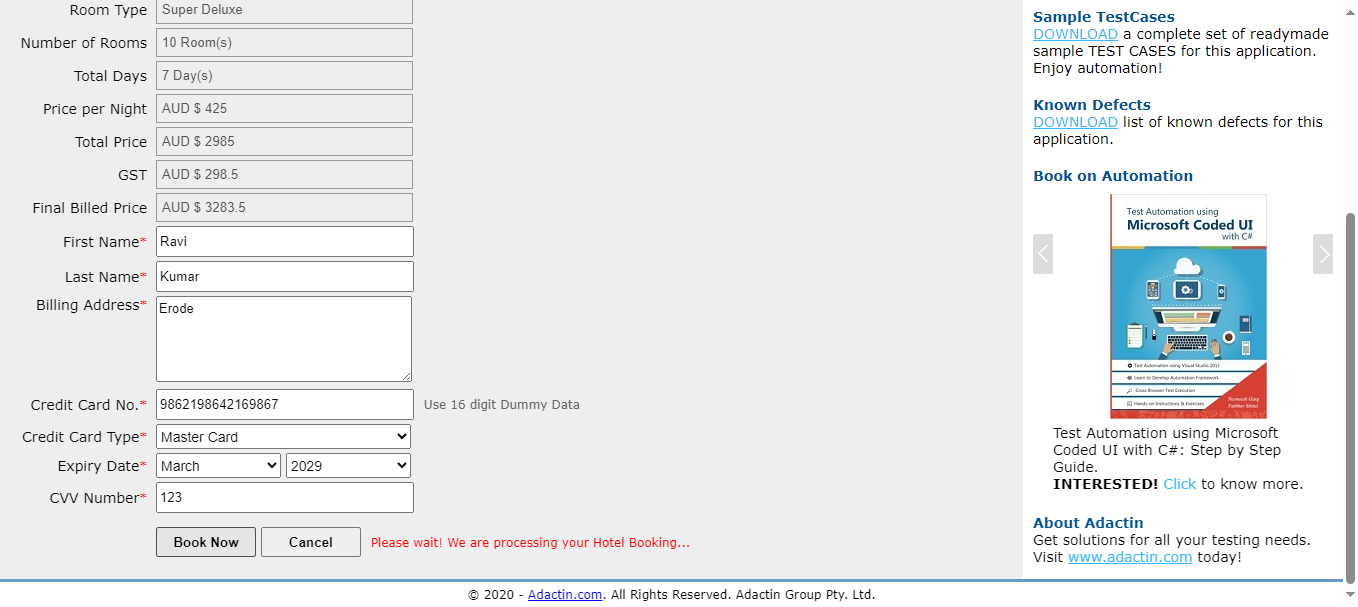 Room Type Super Deluxe
Number of Rooms 10 Room(s)
Total Days 7 Day(s)
Price per Night AUD $ 425
Total Price AUD $ 2985
GST AUD $ 298.5
Final Billed Price AUD $ 3283.5
First Name* Ravi
Last Name* Kumar
Billing Address* Erode
Credit Card No.* 9862198642169867 Use 16 digit Dummy Data
Credit Card Type* Master Card
Expiry Date* March 2029
CVV Number* 123
Book Now Cancel Please wait! We are processing your Hotel Booking...
Sample TestCases
DOWNLOAD a complete set of readymade
sample TEST CASES for this application.
Enjoy automation!
Known Defects
DOWNLOAD list of known defects for this
application.
Book on Automation
Test Automation using
Microsoft Coded UI
with C#
Test Automation using Visual Studio 2013
Learn to Develop Automation Framework
Cross Browser Test Execution
Hands-on Instructions & Exercises
Navneesh Garg
Vaibhav Mittal
Test Automation using Microsoft
Coded UI with C#: Step by Step
Guide.
INTERESTED! Click to know more.
About Adactin
Get solutions for all your testing needs.
Visit www.adactin.com today!
© 2020 - Adactin.com. All Rights Reserved. Adactin Group Pty. Ltd.